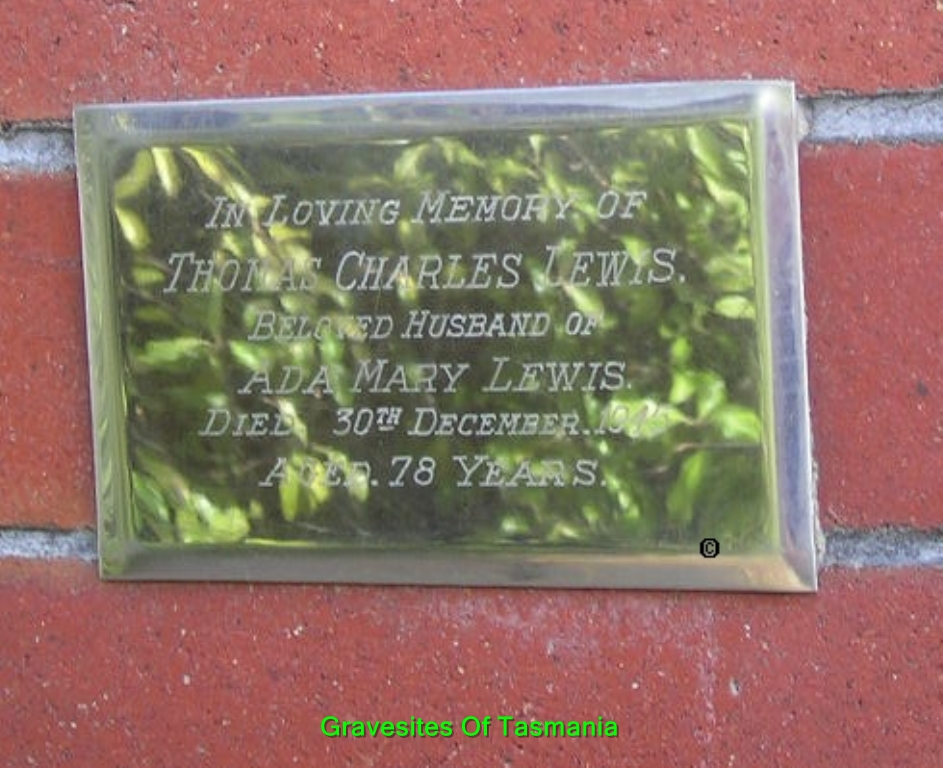 IN LOVING MEMORY OF
THOMAS CHARLES LEWIS.
BELOVED HUSBAND OF
ADA MARY LEWIS.
DIED. 30TH DECEMBER.
AGED. 78 YEARS.
©
Gravesites Of Tasmania